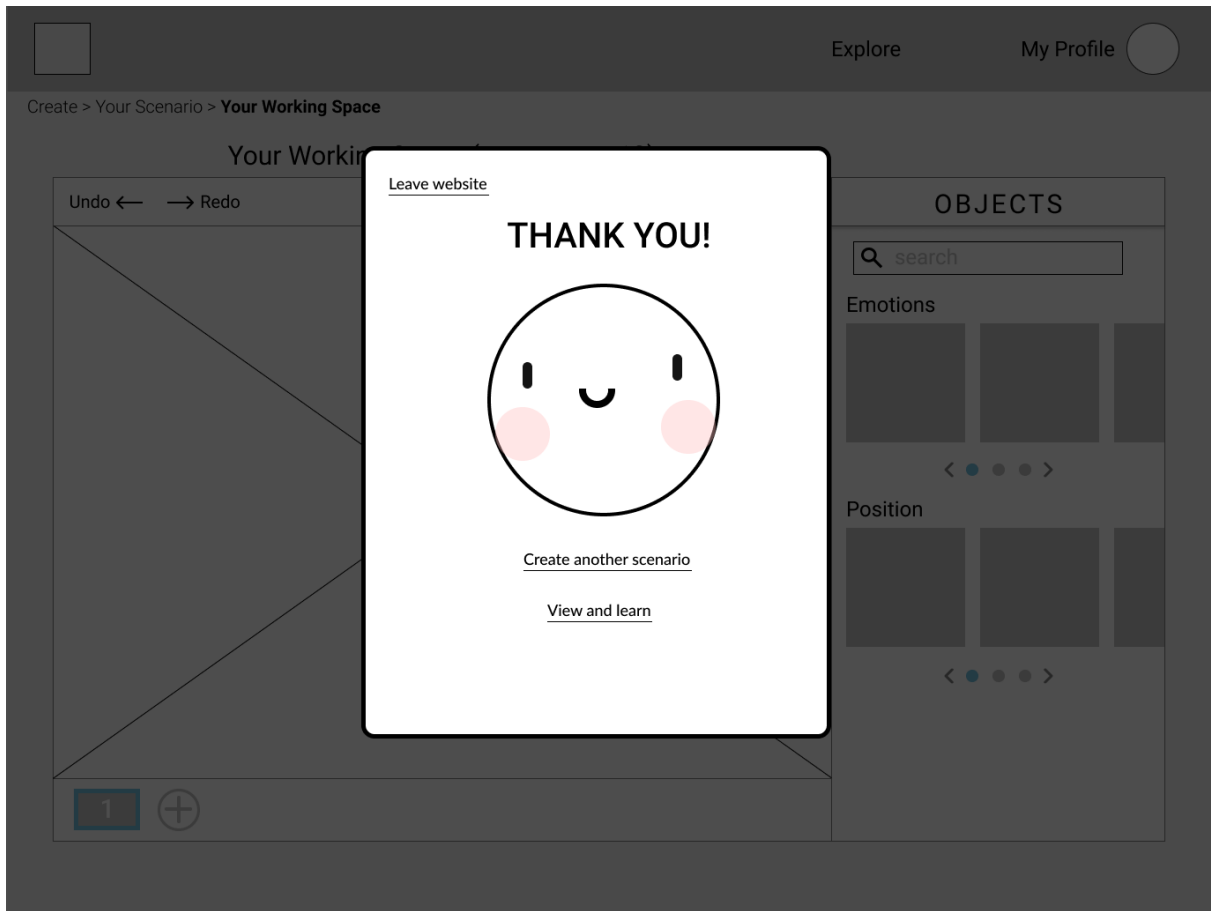 Explore
My Profile
Create > Your Scenario > Your Working Space
Your Working
Undo
Redo
OBJECTS
search
Emotions
Position
Leave website
THANK YOU!
Create another scenario
View and learn
1